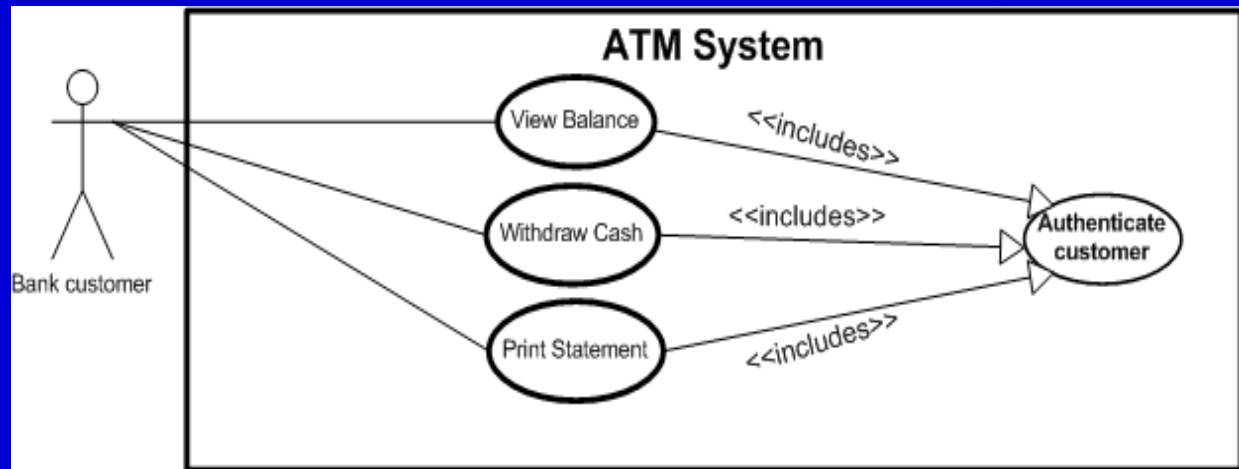 ATM System
View Balance
<<includes>>
Withdraw Cash
<<includes>>
Authenticate
customer
Bank customer
Print Statement
<<includes>>